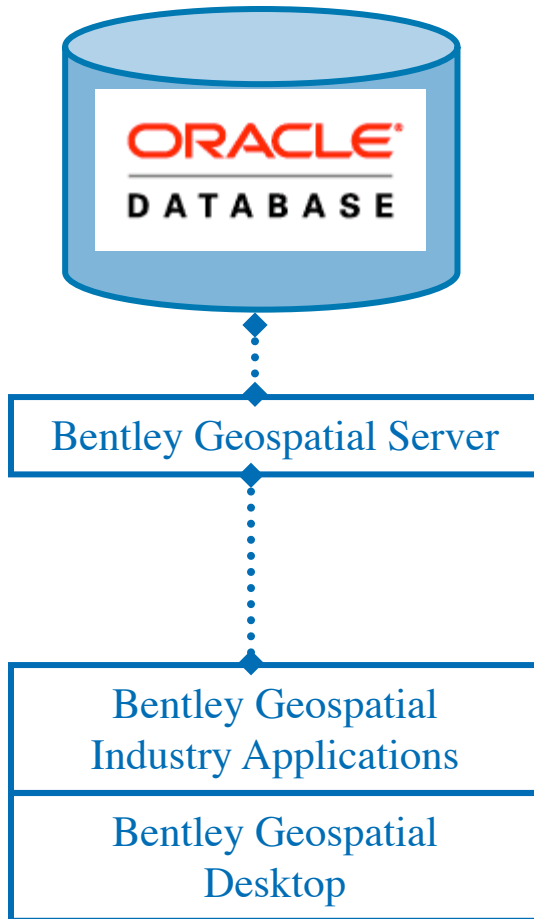 ORACLE®
DATABASE
Bentley Geospatial Server
Bentley Geospatial
Industry Applications
Bentley Geospatial
Desktop